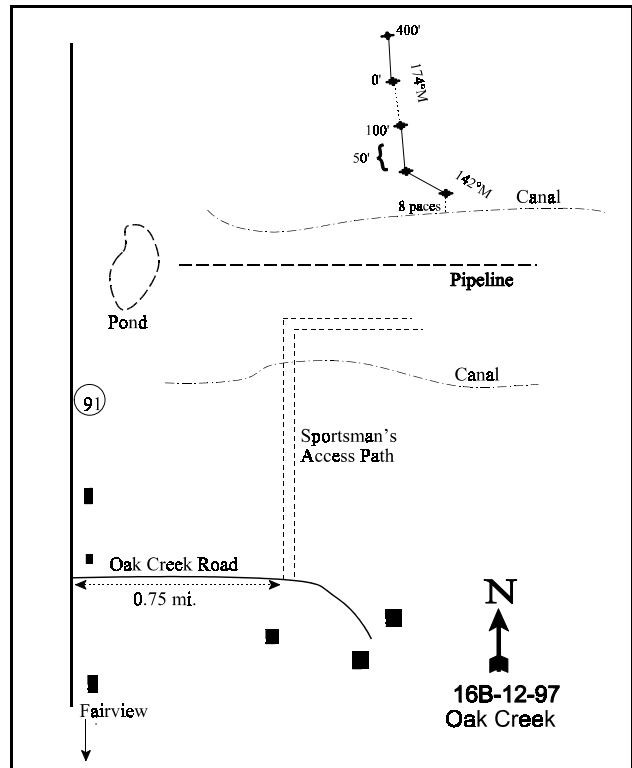 400'
0'
174°M
100'
50' {
142°M
8 paces
Canal
Pipeline
Pond
Canal
91
Sportsman's
Access Path
Oak Creek Road
0.75 mi.
N
16B-12-97
Oak Creek
Fairview